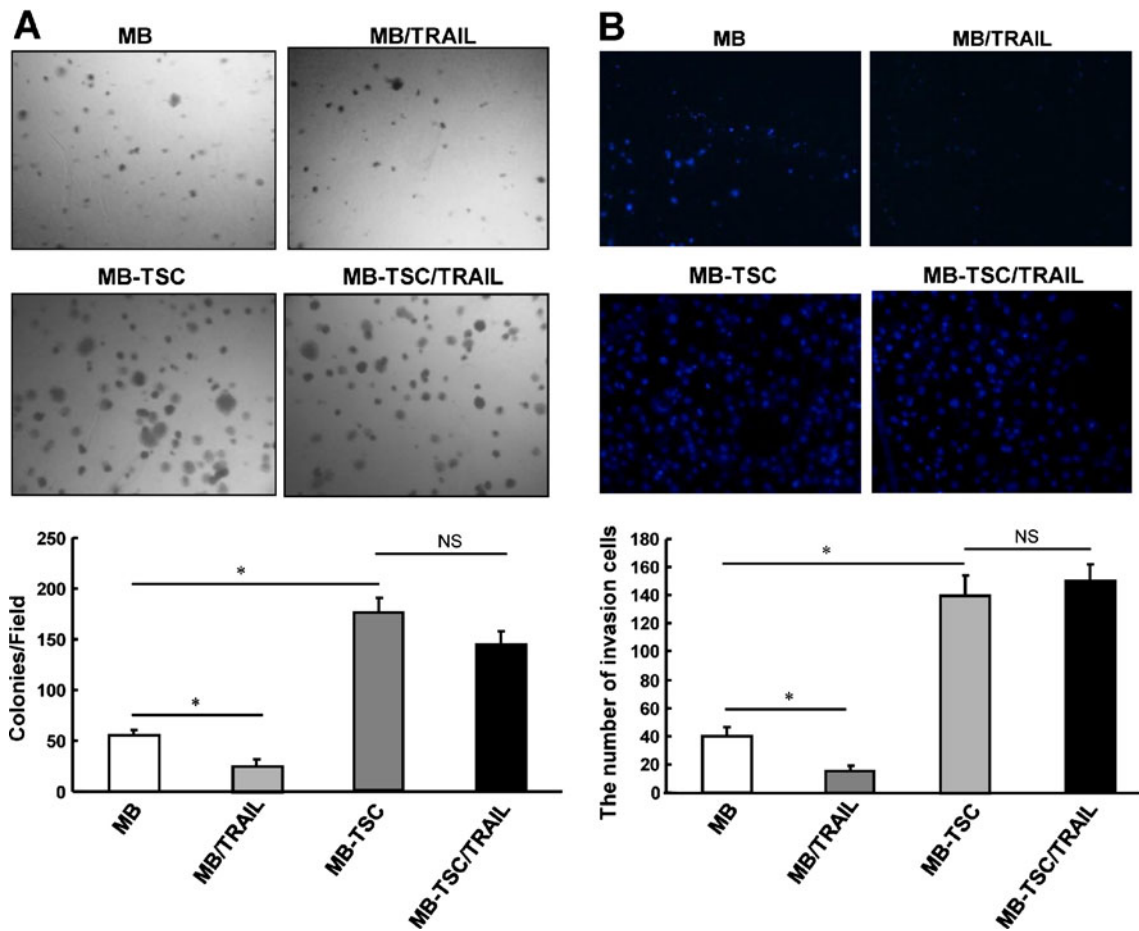 A
MB
MB/TRAIL
MB-TSC
MB-TSC/TRAIL
Colonies/Field
250
200
150
100
50
0
*
*
NS
MB
MB/TRAIL
MB-TSC
MB-TSC/TRAIL
B
MB
MB/TRAIL
MB-TSC
MB-TSC/TRAIL
The number of invasion cells
180
160
140
120
100
80
60
40
20
0
*
*
NS
MB
MB/TRAIL
MB-TSC
MB-TSC/TRAIL